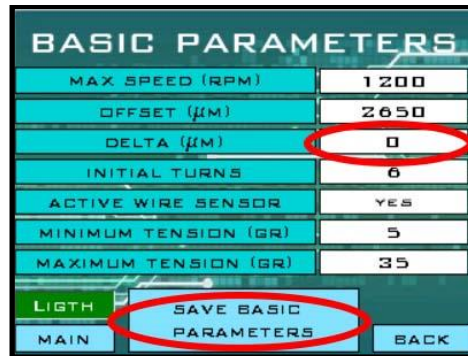 BASIC PARAMETERS
MAX SPEED (RPM) 1200
OFFSET (µM) 2650
DELTA (µM) 0
INITIAL TURNS 6
ACTIVE WIRE SENSOR YES
MINIMUM TENSION (GR) 5
MAXIMUM TENSION (GR) 35
LIGTH
SAVE BASIC
PARAMETERS
MAIN
BACK